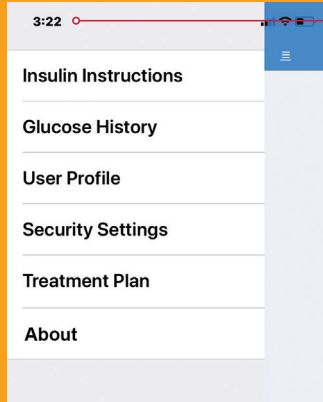 3:22
Insulin Instructions
Glucose History
User Profile
Security Settings
Treatment Plan
About